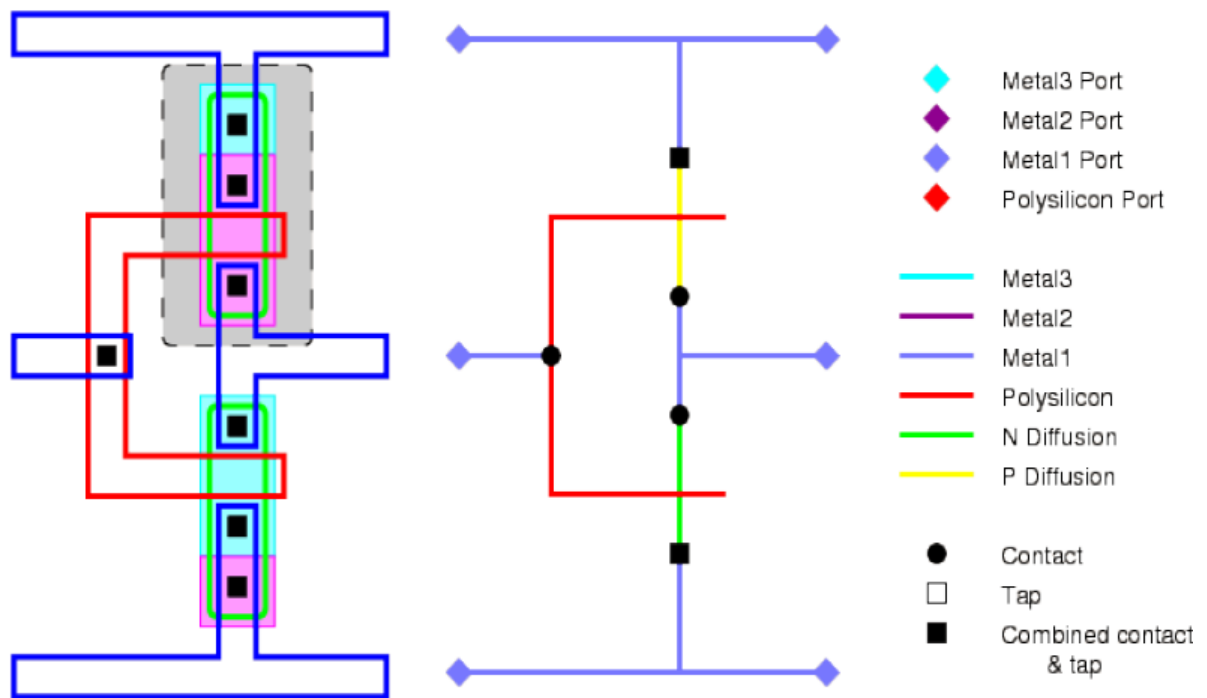 Metal3 Port
Metal2 Port
Metal1 Port
Polysilicon Port
Metal3
Metal2
Metal1
Polysilicon
N Diffusion
P Diffusion
Contact
Tap
Combined contact
& tap